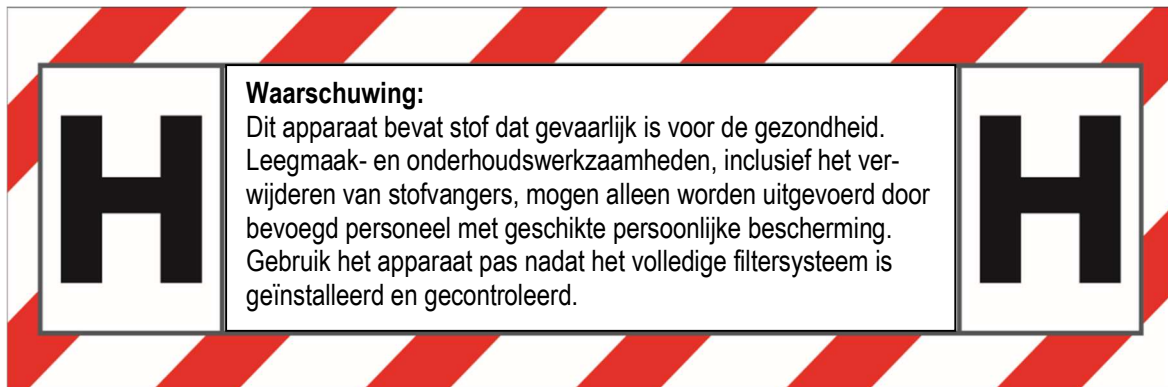 H
Waarschuwing:
Dit apparaat bevat stof dat gevaarlijk is voor de gezondheid.
Leegmaak- en onderhoudswerkzaamheden, inclusief het ver-
wijderen van stofvangers, mogen alleen worden uitgevoerd door
bevoegd personeel met geschikte persoonlijke bescherming.
Gebruik het apparaat pas nadat het volledige filtersysteem is
geïnstalleerd en gecontroleerd.
H